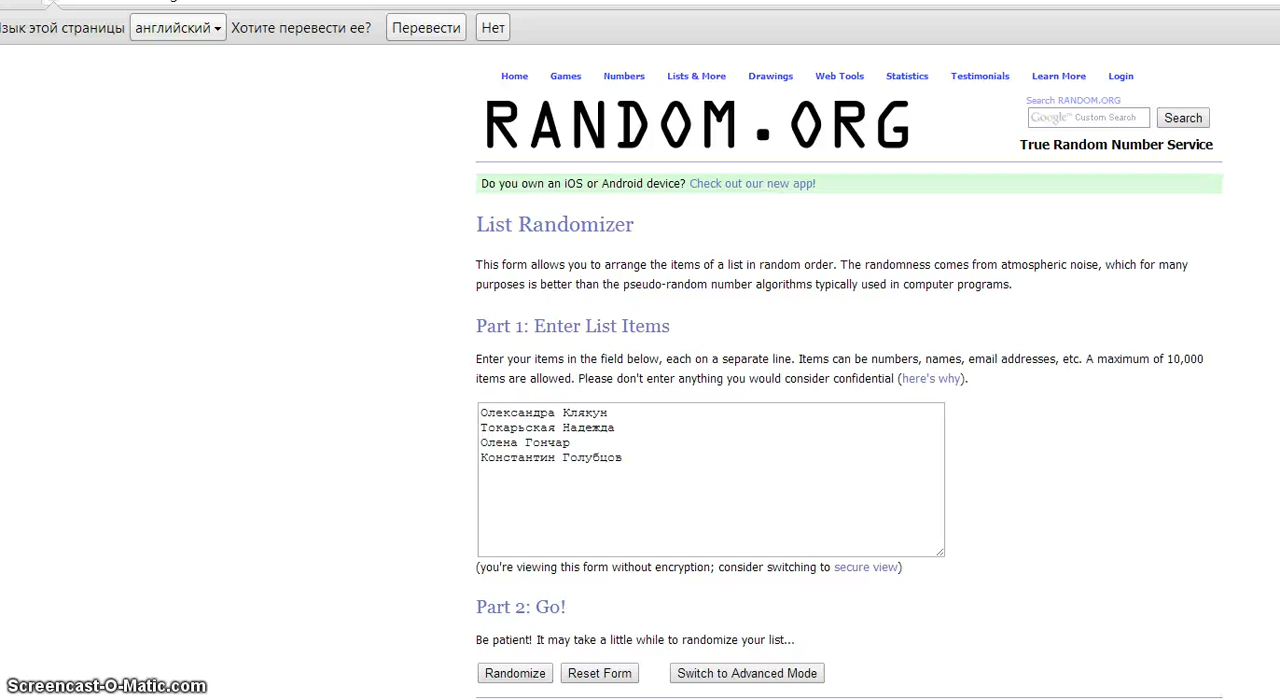 Язык этой страницы английский Хотите перевести ее? Перевести Нет
Home Games Numbers Lists & More Drawings Web Tools Statistics Testimonials Learn More Login
RANDOM.ORG
Search RANDOM.ORG
Google™ Custom Search Search
True Random Number Service
Do you own an iOS or Android device? Check out our new app!
List Randomizer
This form allows you to arrange the items of a list in random order. The randomness comes from atmospheric noise, which for many
purposes is better than the pseudo-random number algorithms typically used in computer programs.
Part 1: Enter List Items
Enter your items in the field below, each on a separate line. Items can be numbers, names, email addresses, etc. A maximum of 10,000
items are allowed. Please don't enter anything you would consider confidential (here's why).
Олександра Клякун
Токарьская Надежда
Олена Гончар
Константин Голубцов
(you're viewing this form without encryption; consider switching to secure view)
Part 2: Go!
Be patient! It may take a little while to randomize your list...
Randomize Reset Form Switch to Advanced Mode
Screencast-O-Matic.com